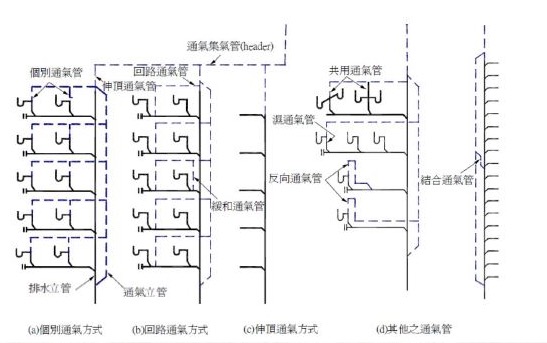 通氣集氣管(header)
個別通氣管
回路通氣管
共用通氣管
伸頂通氣管
濕通氣管
反向通氣管
結合通氣管
緩和通氣管
排水立管
通氣立管
(a)個別通氣方式
(b)回路通氣方式
(c)伸頂通氣方式
(d)其他之通氣管